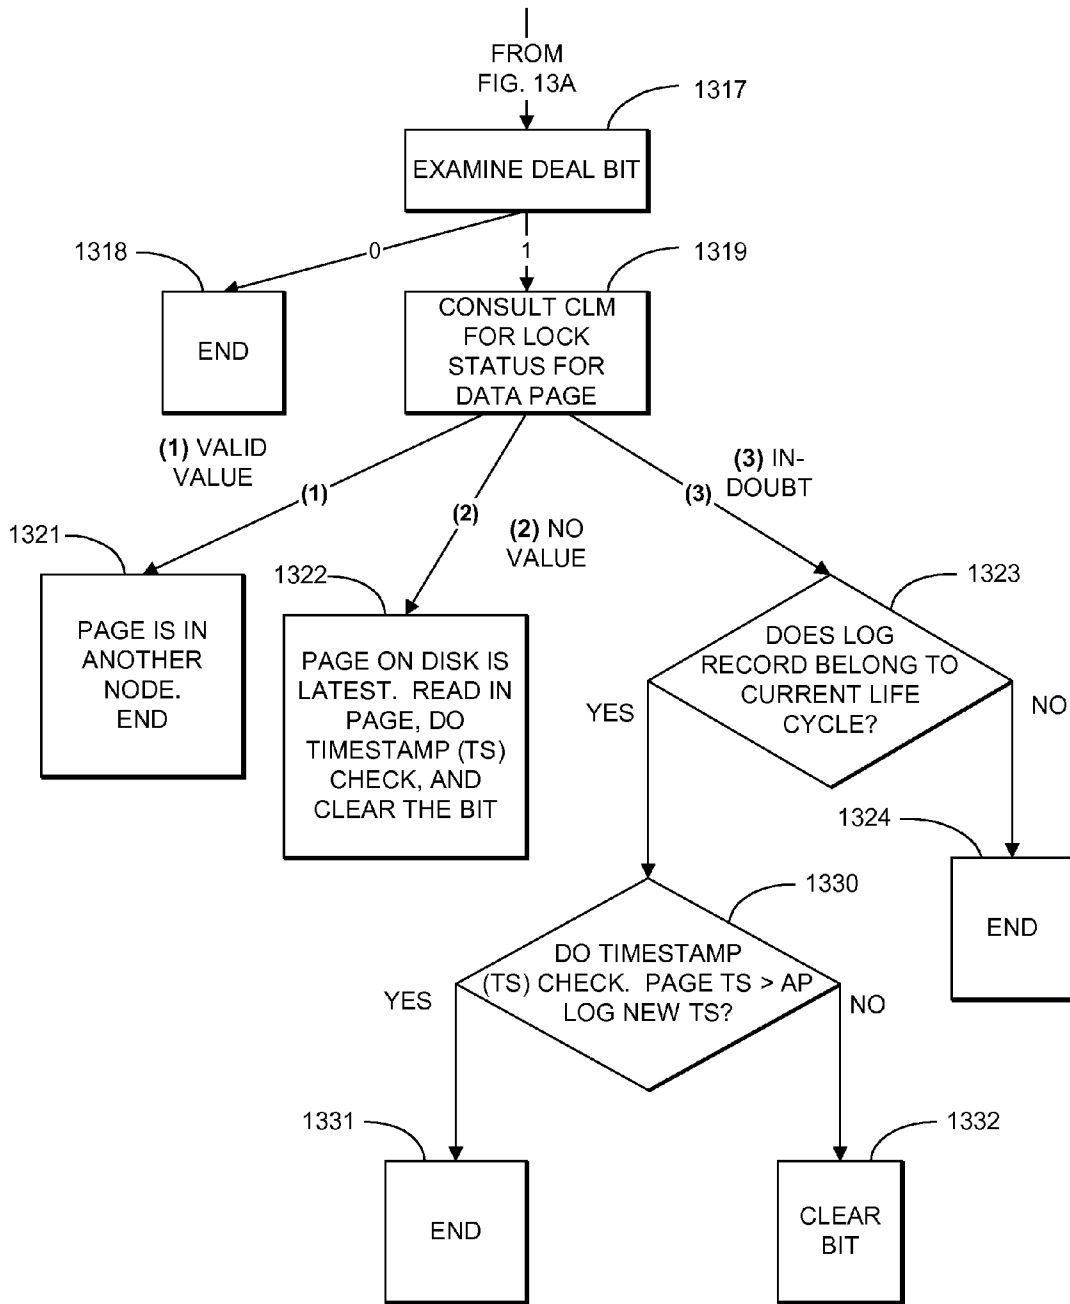 FROM
FIG. 13A
1317
EXAMINE DEAL BIT
0
1
1318
1319
END
CONSULT CLM
FOR LOCK
STATUS FOR
DATA PAGE
(1) VALID
VALUE
(1)
(2)
(2) NO
VALUE
(3)
(3) IN-
DOUBT
1321
PAGE IS IN
ANOTHER
NODE.
END
1322
PAGE ON DISK IS
LATEST. READ IN
PAGE, DO
TIMESTAMP (TS)
CHECK, AND
CLEAR THE BIT
1323
DOES LOG
RECORD BELONG TO
CURRENT LIFE
CYCLE?
YES
NO
1324
END
1330
DO TIMESTAMP
(TS) CHECK. PAGE TS > AP
LOG NEW TS?
YES
NO
1331
END
1332
CLEAR
BIT